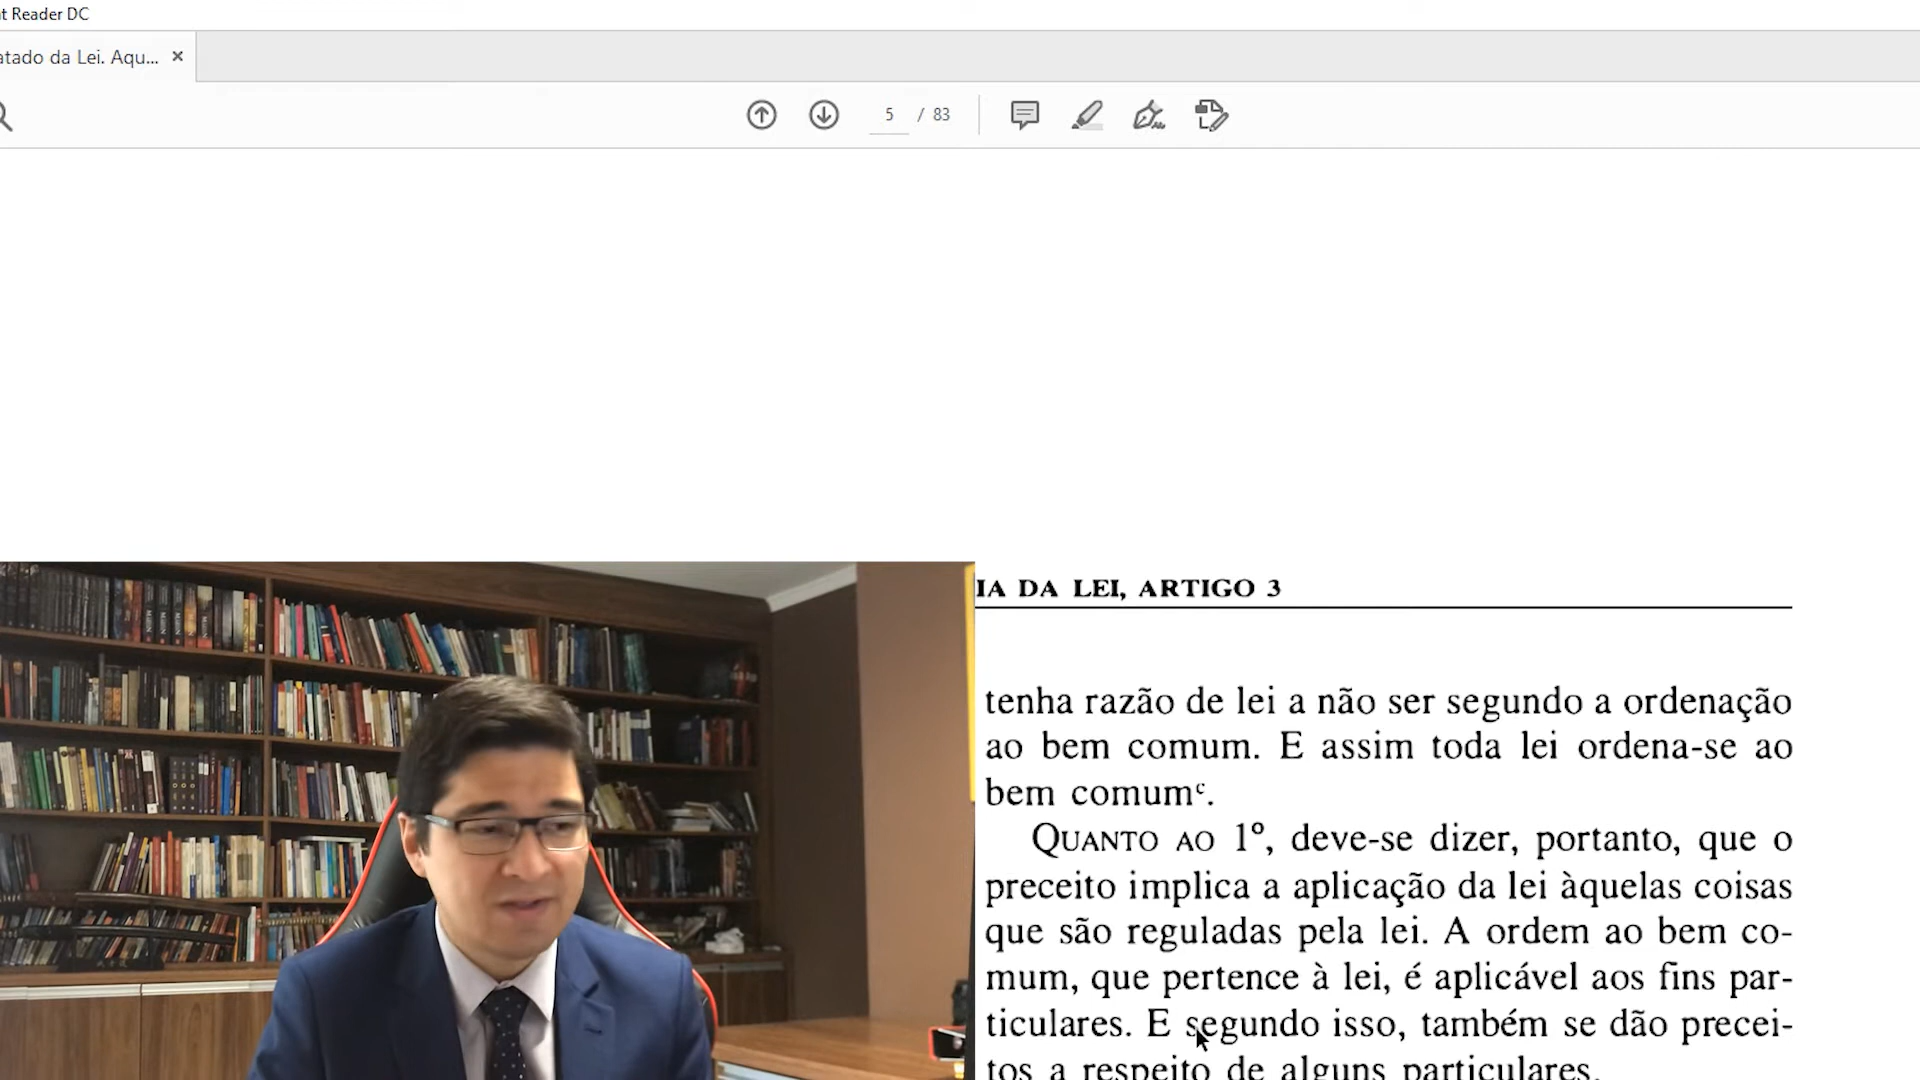 t Reader DC
atado da Lei. Aqu... ×
5 / 83
IA DA LEI, ARTIGO 3
tenha razão de lei a não ser segundo a ordenação
ao bem comum. E assim toda lei ordena-se ao
bem comumᶜ.
QUANTO AO 1º, deve-se dizer, portanto, que o
preceito implica a aplicação da lei àquelas coisas
que são reguladas pela lei. A ordem ao bem co-
mum, que pertence à lei, é aplicável aos fins par-
ticulares. E segundo isso, também se dão precei-
tos a respeito de alguns particulares.